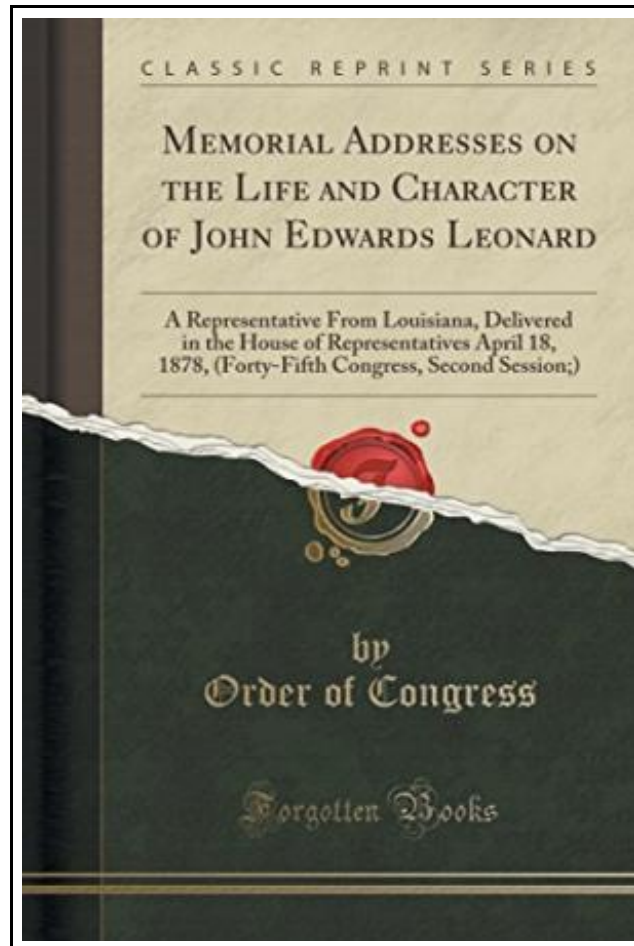 CLASSIC REPRINT SERIES
MEMORIAL ADDRESSES ON
THE LIFE AND CHARACTER
OF JOHN EDWARDS LEONARD
A Representative From Louisiana, Delivered
in the House of Representatives April 18,
1878, (Forty-Fifth Congress, Second Session;)
by
Order of Congress
Forgotten Books